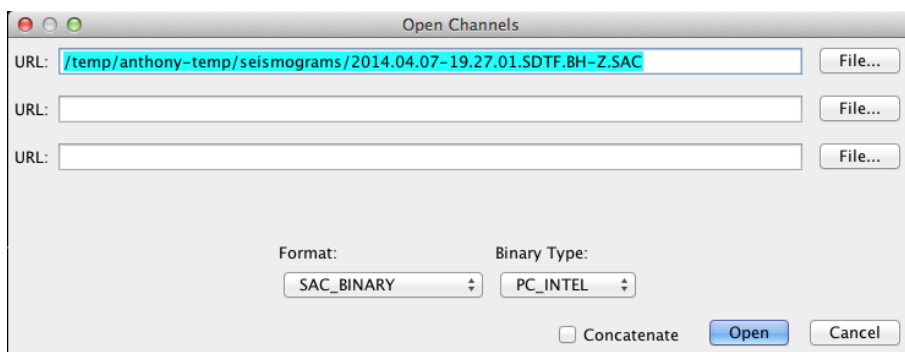 Open Channels
URL: /temp/anthony-temp/seismograms/2014.04.07-19.27.01.SDTF.BH-Z.SAC File...
URL: File...
URL: File...
Format: Binary Type:
SAC_BINARY PC_INTEL
Concatenate Open Cancel